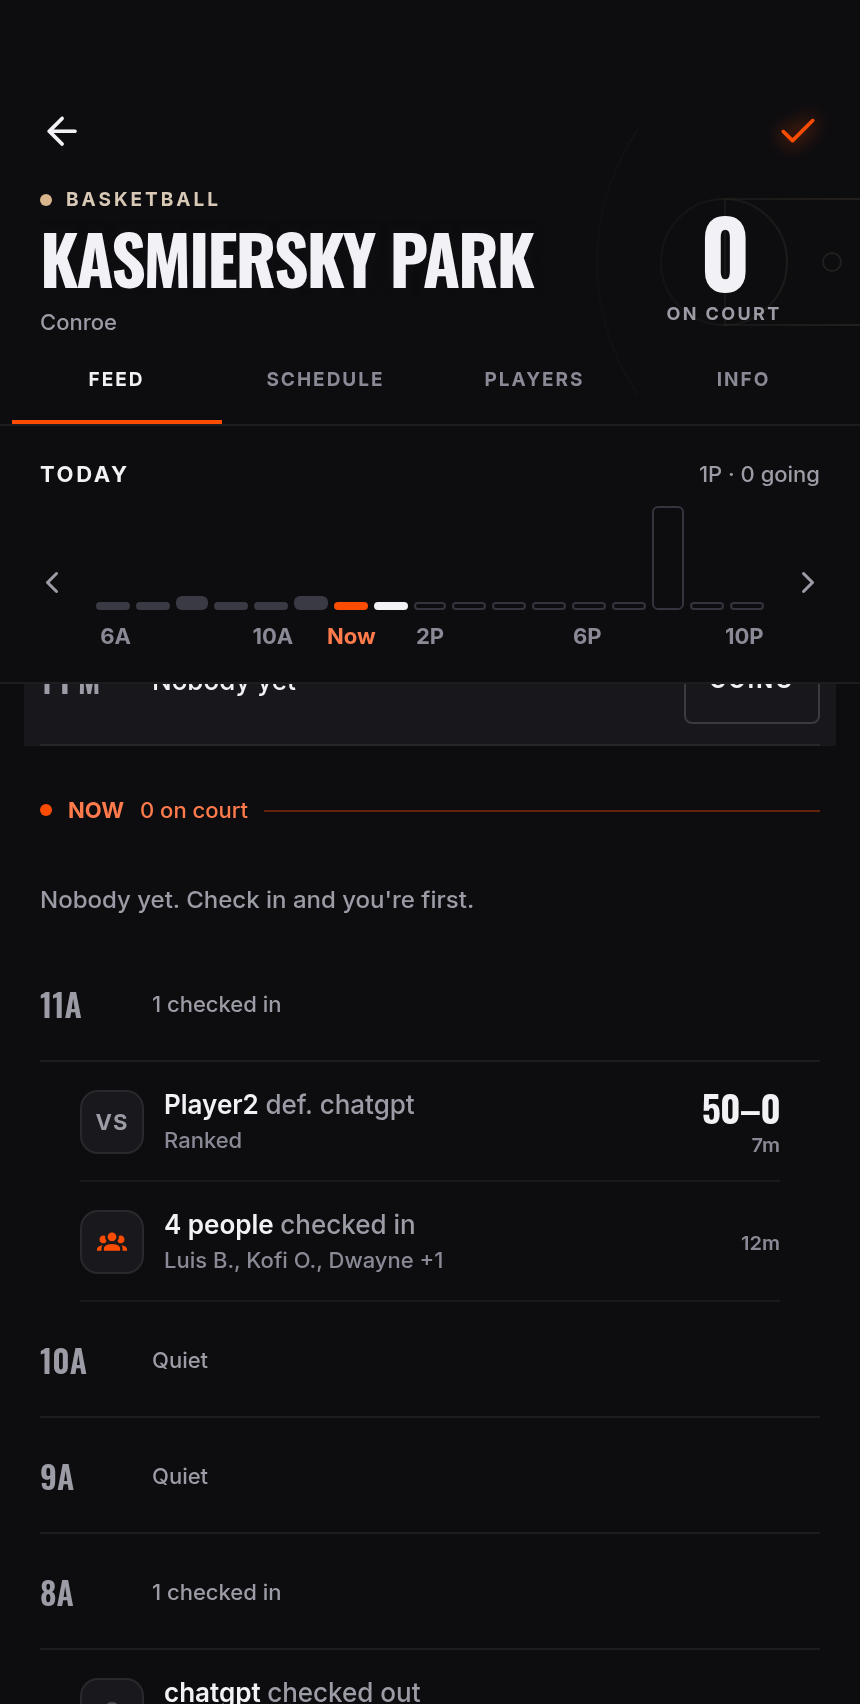 BASKETBALL
KASMIERSKY PARK
0
ON COURT
Conroe
FEED SCHEDULE PLAYERS INFO
TODAY 1P · 0 going
6A 10A Now 2P 6P 10P
Nobody yet GOING
NOW 0 on court
Nobody yet. Check in and you're first.
11A 1 checked in
VS Player2 def. chatgpt 50–0
Ranked 7m
4 people checked in
Luis B., Kofi O., Dwayne +1 12m
10A Quiet
9A Quiet
8A 1 checked in
chatgpt checked out